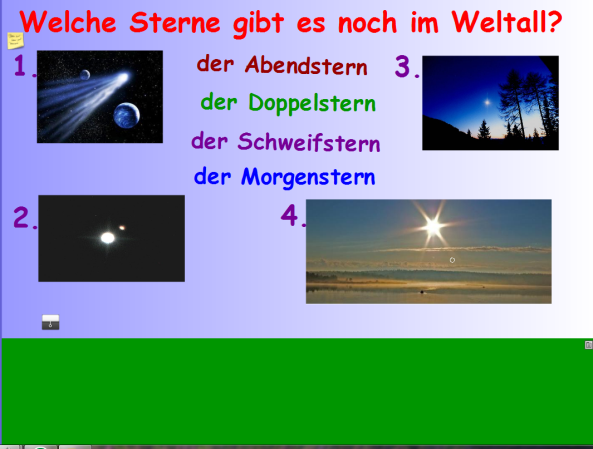 Welche Sterne gibt es noch im Weltall?
1.
der Abendstern
3.
der Doppelstern
der Schweifstern
der Morgenstern
2.
4.